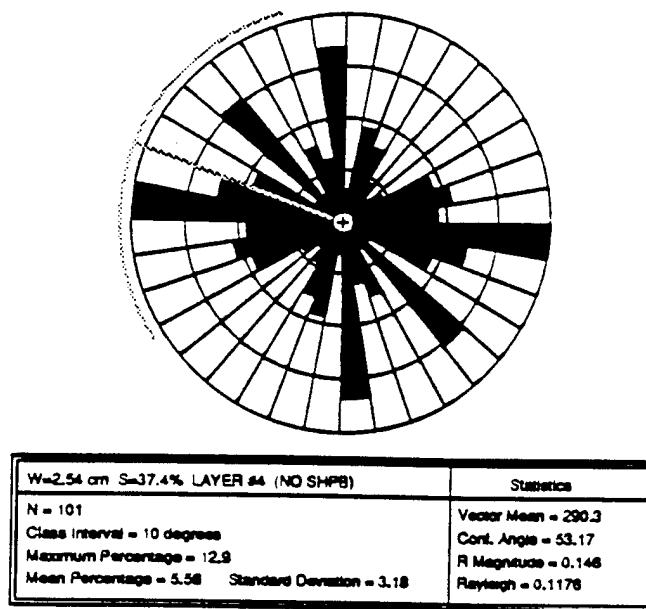 W=2.54 cm S=37.4% LAYER #4 (NO SHPB)
N = 101
Class Interval = 10 degrees
Maximum Percentage = 12.9
Mean Percentage = 5.56 Standard Deviation = 3.18
Statistics
Vector Mean = 290.3
Conf. Angle = 53.17
R Magnitude = 0.146
Rayleigh = 0.1176